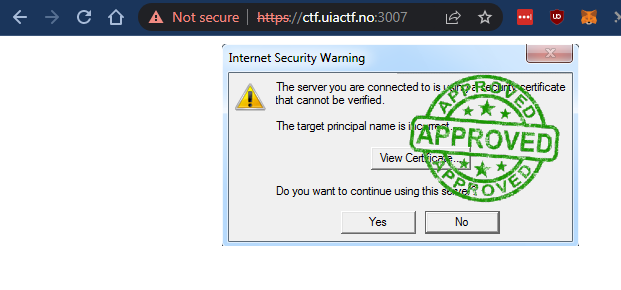 Not secure | https://ctf.uiactf.no:3007
Internet Security Warning
The server you are connected to is using a security certificate
that cannot be verified.
The target principal name is incorrect.
APPROVED
APPROVED
APPROVED
View Certificate...
Do you want to continue using this server?
Yes
No